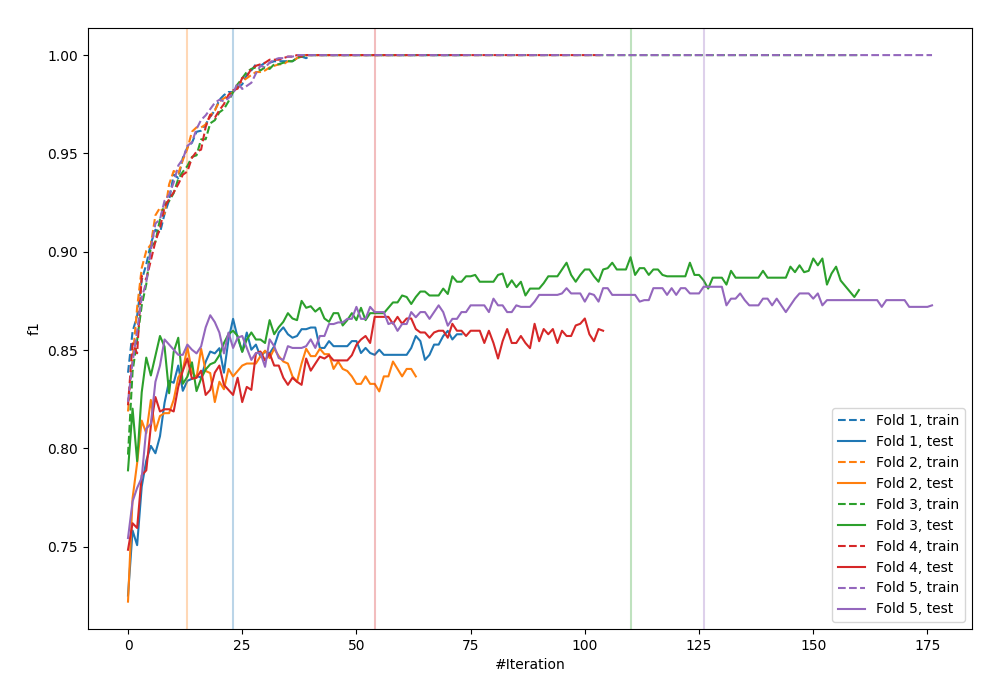 1.00
0.95
0.90
0.85
0.80
0.75
f1
0
25
50
75
100
125
150
175
#Iteration
Fold 1, train
Fold 1, test
Fold 2, train
Fold 2, test
Fold 3, train
Fold 3, test
Fold 4, train
Fold 4, test
Fold 5, train
Fold 5, test